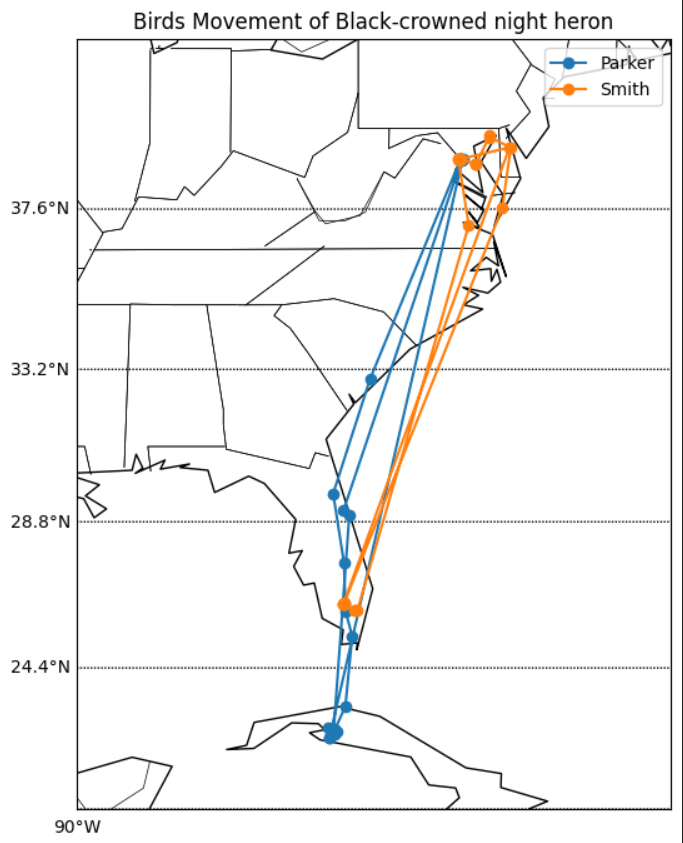 Birds Movement of Black-crowned night heron
Parker
Smith
37.6°N
33.2°N
28.8°N
24.4°N
90°W